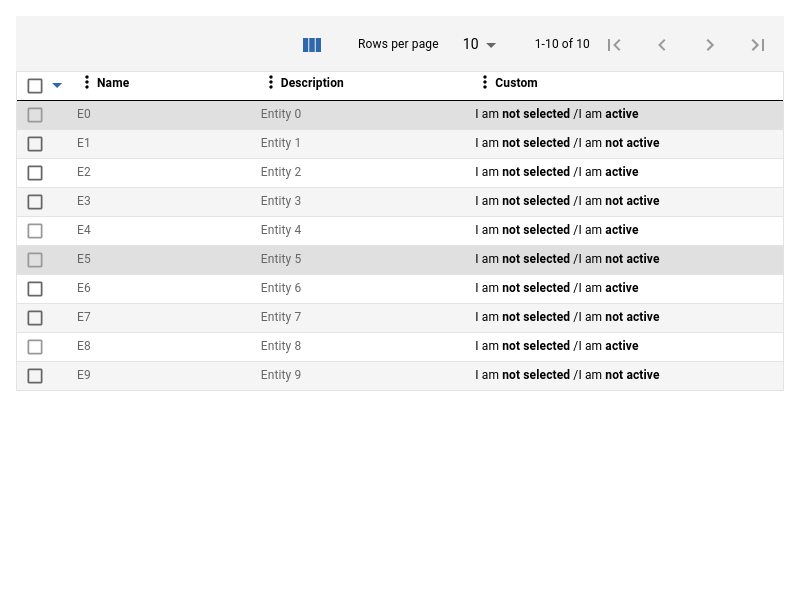 Rows per page 10 1-10 of 10
Name Description Custom
E0 Entity 0 I am not selected /I am active
E1 Entity 1 I am not selected /I am not active
E2 Entity 2 I am not selected /I am active
E3 Entity 3 I am not selected /I am not active
E4 Entity 4 I am not selected /I am active
E5 Entity 5 I am not selected /I am not active
E6 Entity 6 I am not selected /I am active
E7 Entity 7 I am not selected /I am not active
E8 Entity 8 I am not selected /I am active
E9 Entity 9 I am not selected /I am not active